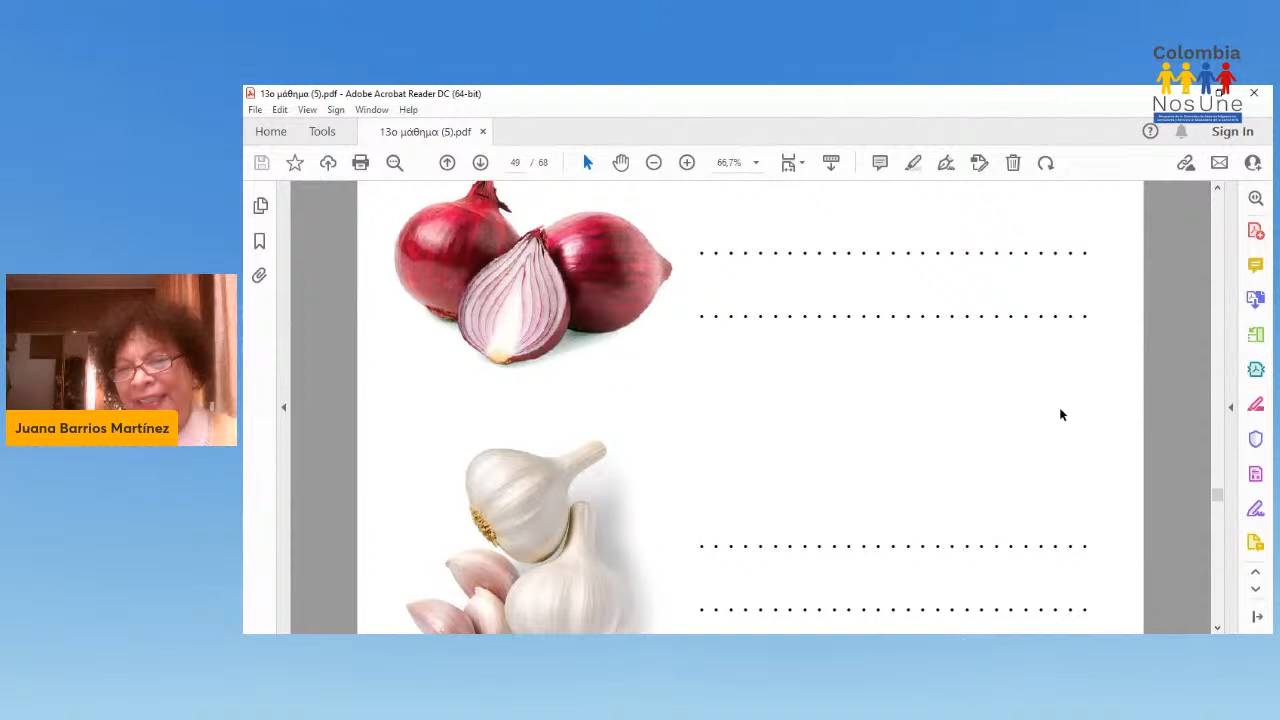 Colombia
NosUne
13ο μάθημα (5).pdf - Adobe Acrobat Reader DC (64-bit)
File Edit View Sign Window Help
Home Tools 13ο μάθημα (5).pdf Sign In
49 / 68 66,7%
Juana Barrios Martínez